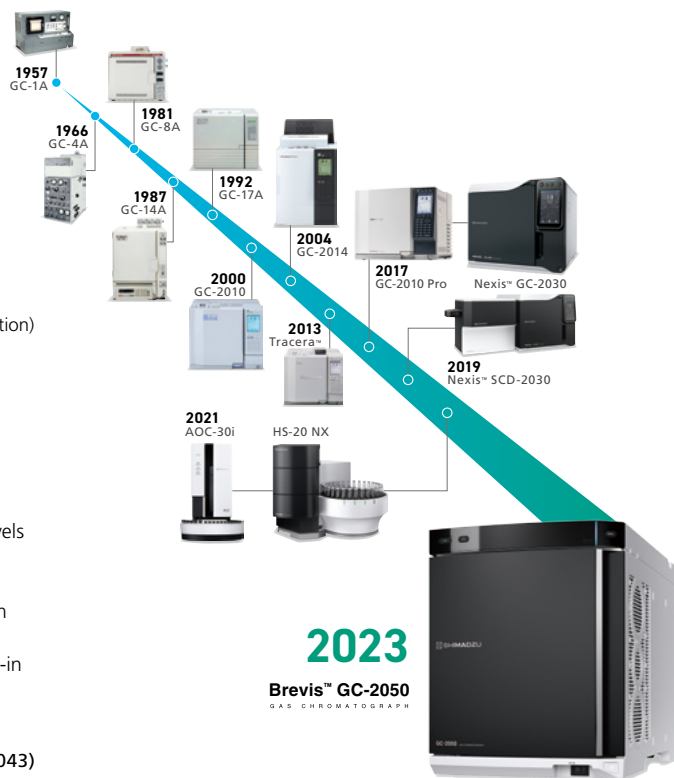 1957
GC-1A
1966
GC-4A
1981
GC-8A
1987
GC-14A
1992
GC-17A
2000
GC-2010
2004
GC-2014
2013
Tracera™
2017
GC-2010 Pro
Nexis™ GC-2030
2019
Nexis™ SCD-2030
2021
AOC-30i
HS-20 NX
tion)
vels
n
-in
043)
2023
Brevis™ GC-2050
GAS CHROMATOGRAPH
SHIMADZU
GC-2050